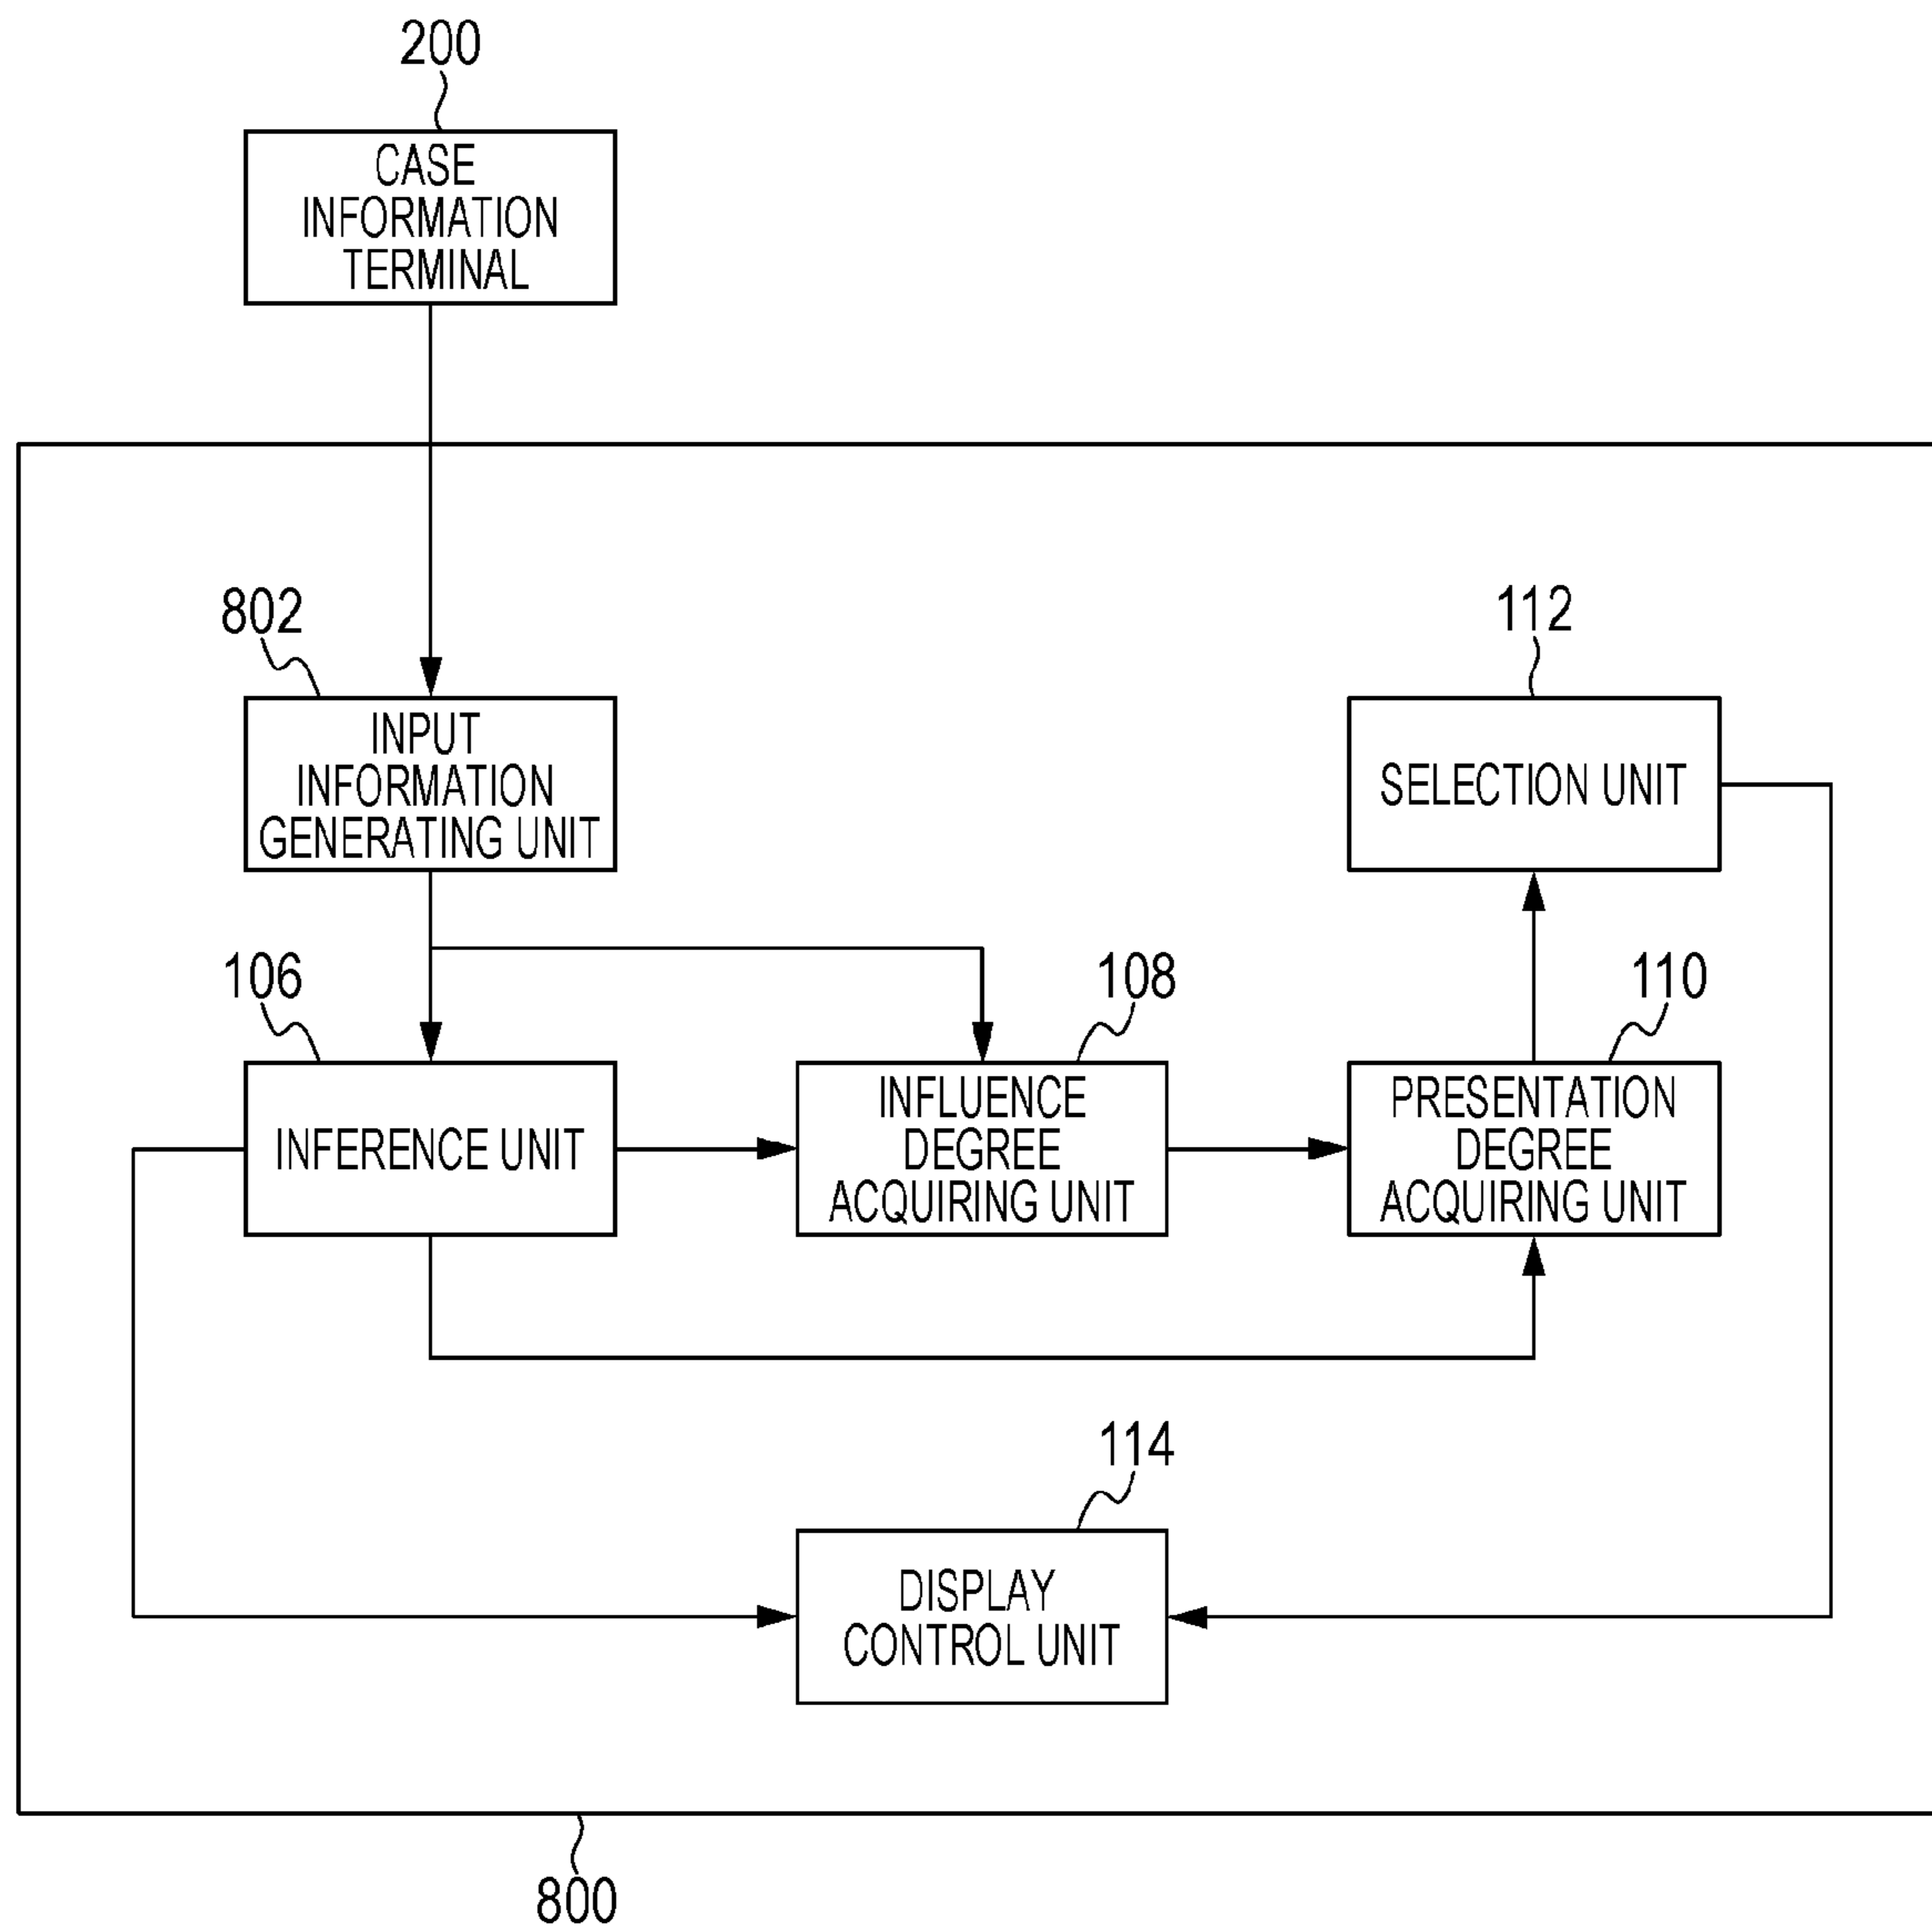 200
CASE
INFORMATION
TERMINAL
802
INPUT
INFORMATION
GENERATING UNIT
112
SELECTION UNIT
106
INFERENCE UNIT
108
INFLUENCE
DEGREE
ACQUIRING UNIT
110
PRESENTATION
DEGREE
ACQUIRING UNIT
114
DISPLAY
CONTROL UNIT
800